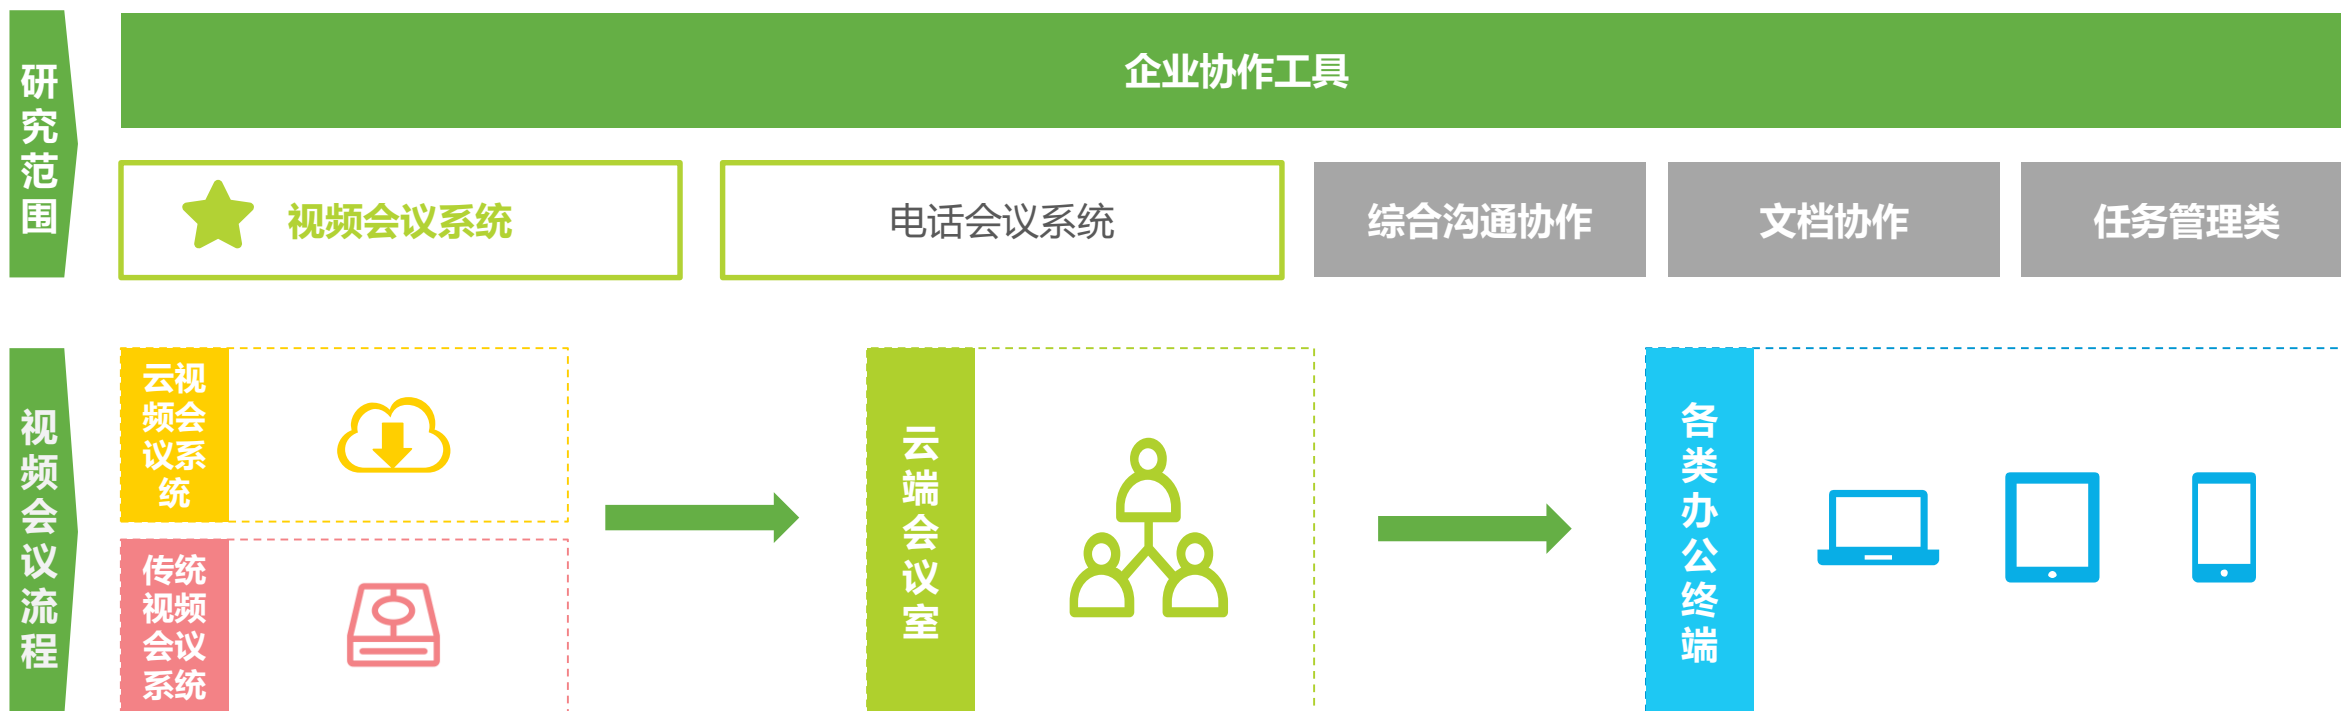 研究范围
企业协作工具
视频会议系统
电话会议系统
综合沟通协作
文档协作
任务管理类
视频会议流程
云视
频会
议系
统
传统
视频
会议
系统
云端会议室
各类办公终端